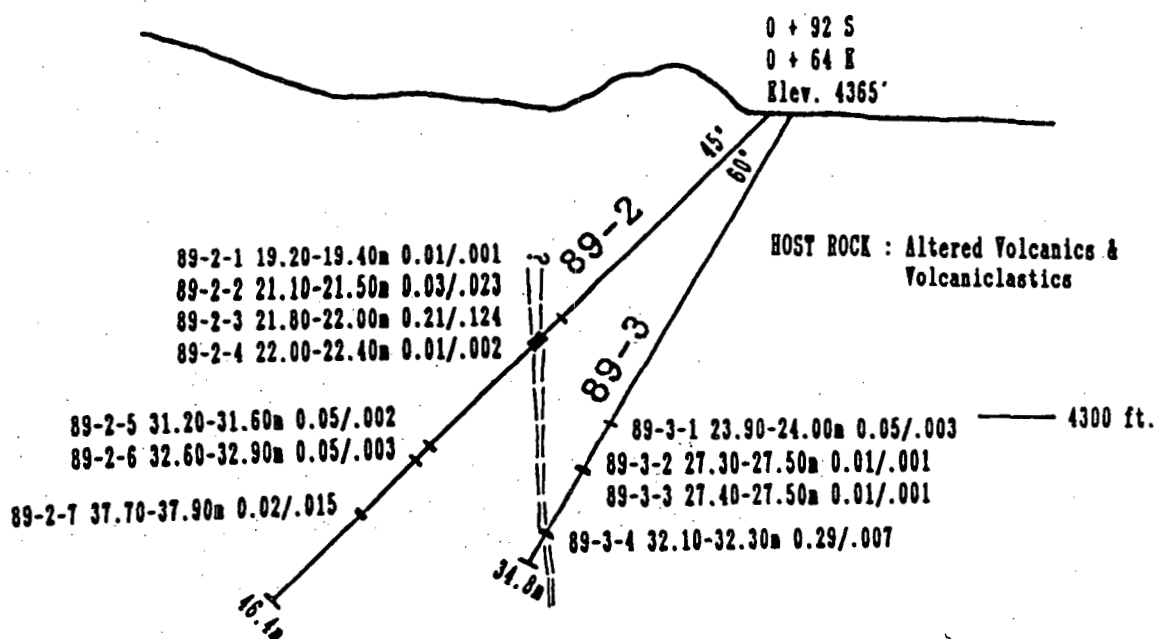 0 + 92 S
0 + 64 E
Elev. 4365'
45°
60°
89-2
HOST ROCK : Altered Volcanics &
Volcaniclastics
89-2-1 19.20-19.40m 0.01/.001
89-2-2 21.10-21.50m 0.03/.023
89-2-3 21.80-22.00m 0.21/.124
89-2-4 22.00-22.40m 0.01/.002
?
89-3
89-2-5 31.20-31.60m 0.05/.002
89-2-6 32.60-32.90m 0.05/.003
89-2-7 37.70-37.90m 0.02/.015
4300 ft.
89-3-1 23.90-24.00m 0.05/.003
89-3-2 27.30-27.50m 0.01/.001
89-3-3 27.40-27.50m 0.01/.001
89-3-4 32.10-32.30m 0.29/.007
46.4m
34.8m